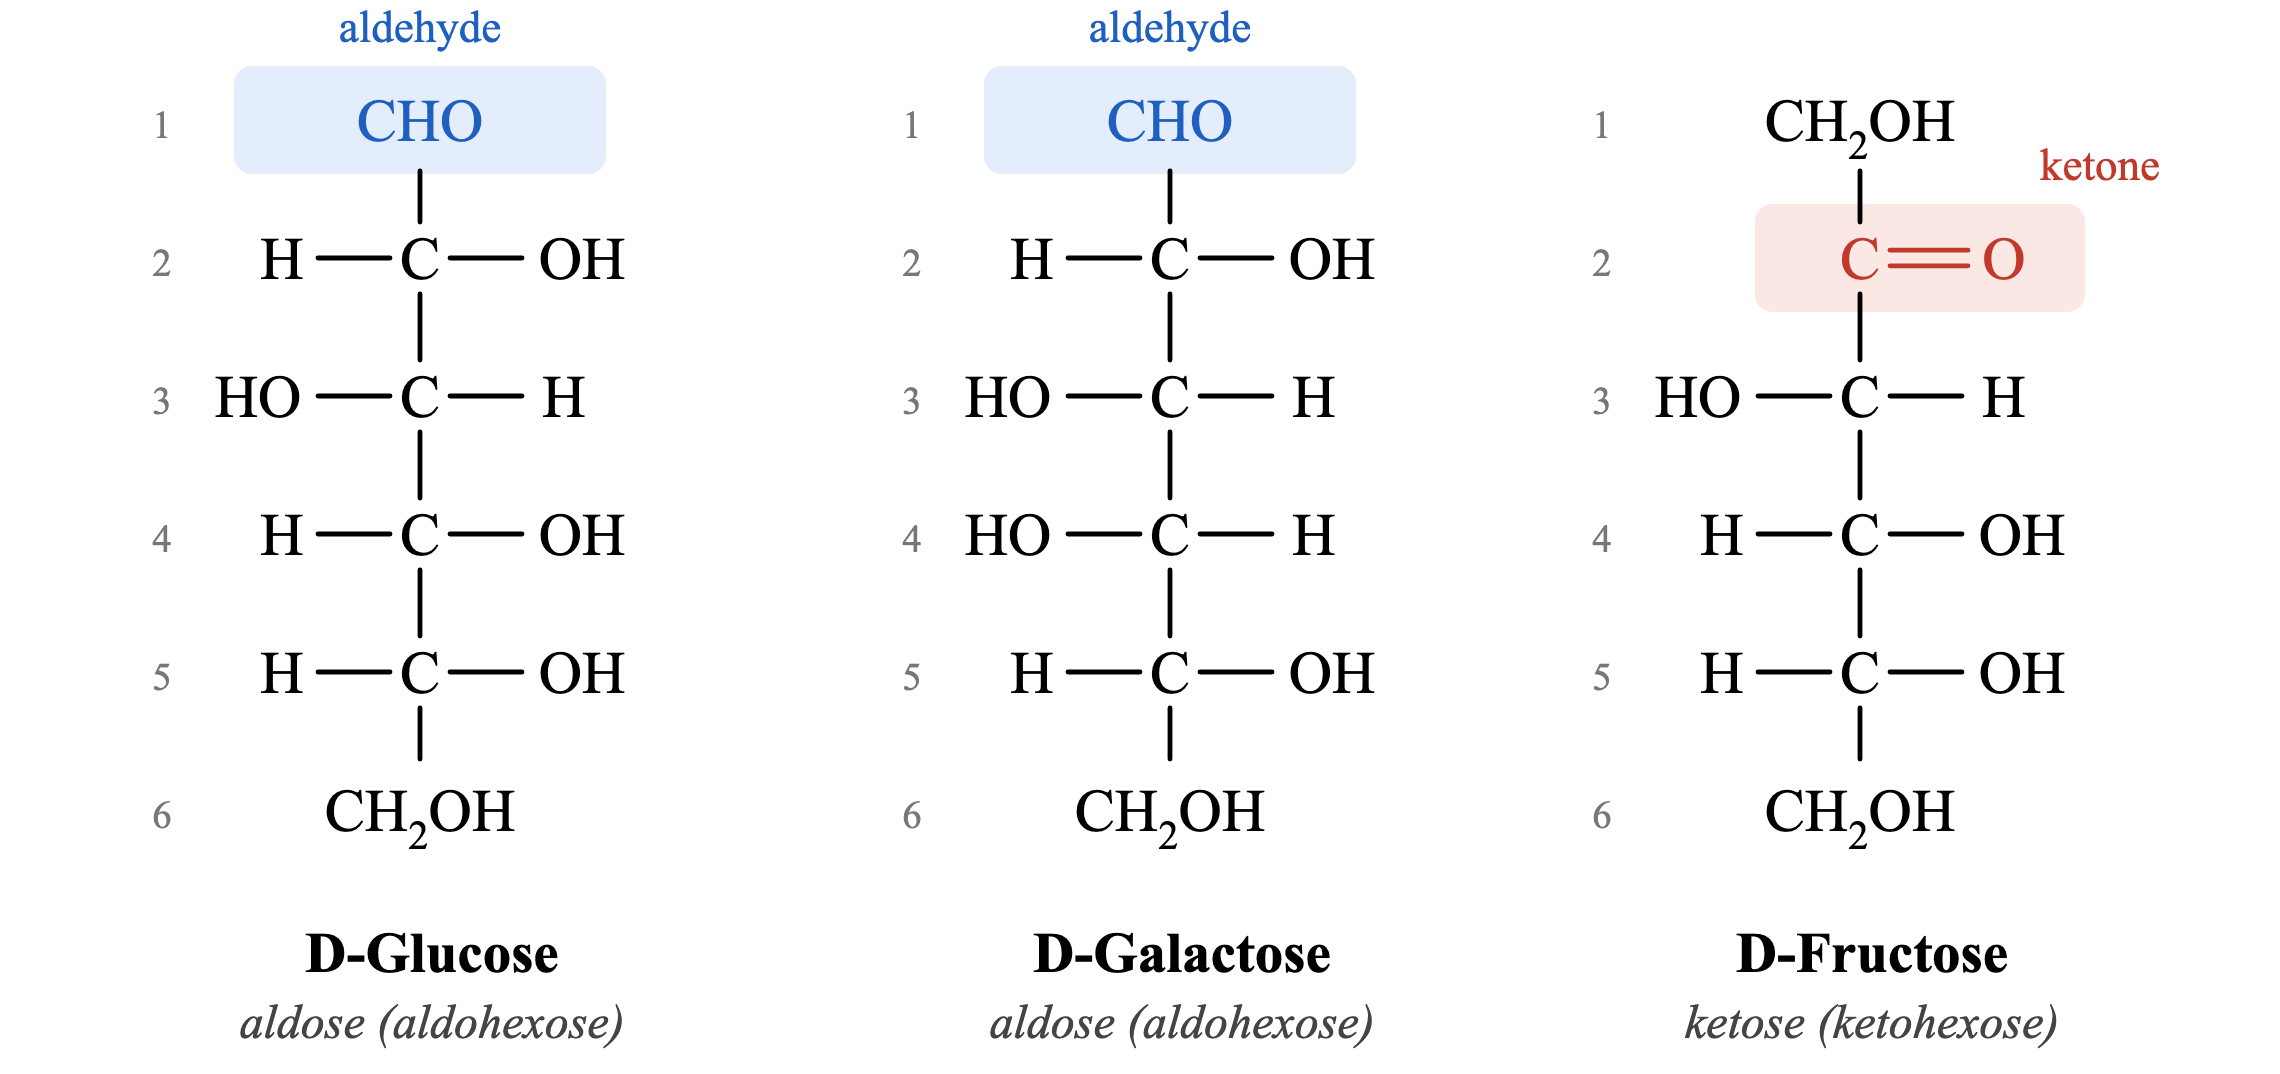 aldehyde aldehyde
1 CHO 1 CHO 1 CH₂OH
ketone
2 H C OH 2 H C OH 2 C O
3 HO C H 3 HO C H 3 HO C H
4 H C OH 4 HO C H 4 H C OH
5 H C OH 5 H C OH 5 H C OH
6 CH₂OH 6 CH₂OH 6 CH₂OH
D-Glucose D-Galactose D-Fructose
aldose (aldohexose) aldose (aldohexose) ketose (ketohexose)